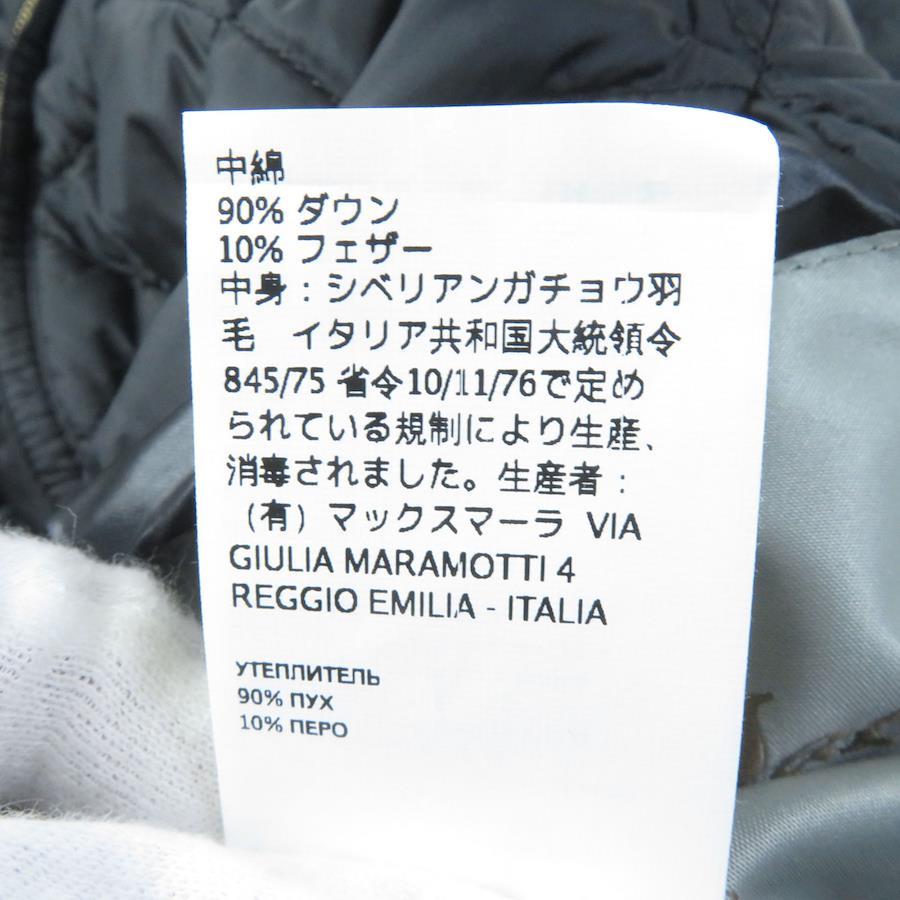 中綿
90% ダウン
10% フェザー
中身：シベリアンガチョウ羽
毛　イタリア共和国大統領令
845/75 省令10/11/76で定め
られている規制により生産、
消毒されました。生産者：
（有）マックスマーラ VIA
GIULIA MARAMOTTI 4
REGGIO EMILIA - ITALIA
УТЕПЛИТЕЛЬ
90% ПУХ
10% ПЕРО